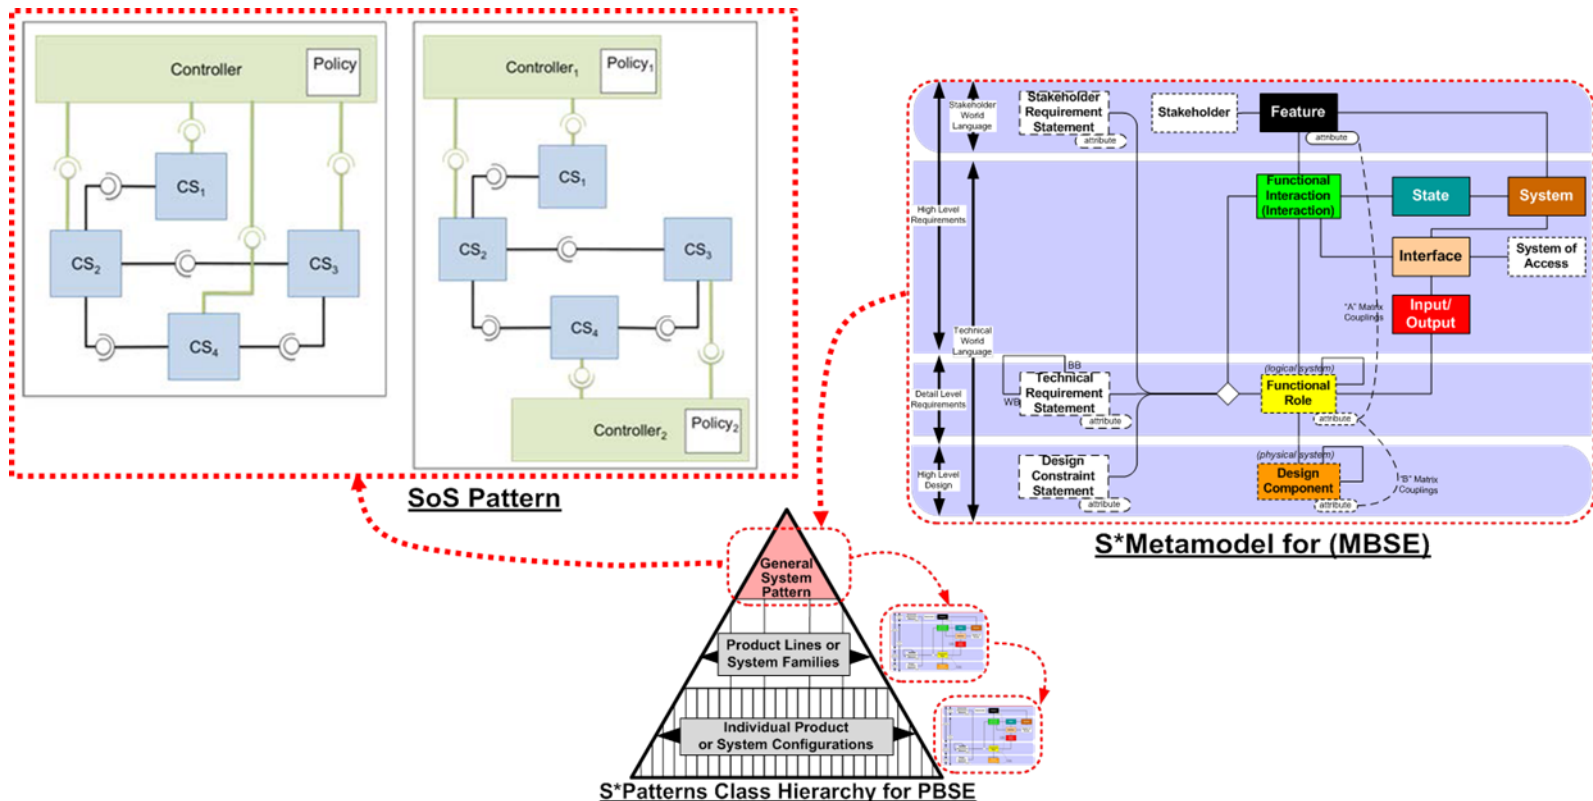 Controller
Policy
CS1
CS2
CS3
CS4
Controller1
Policy1
CS1
CS2
CS3
CS4
Controller2
Policy2
SoS Pattern
Stakeholder
World
Language
High Level
Requirements
Technical
World
Language
Detail Level
Requirements
High Level
Design
Stakeholder
Requirement
Statement
attribute
Stakeholder
Feature
attribute
Functional
Interaction
(Interaction)
State
System
Interface
System of
Access
Input/
Output
"A" Matrix
Couplings
BB
WB
Technical
Requirement
Statement
attribute
(logical system)
Functional
Role
attribute
Design
Constraint
Statement
attribute
(physical system)
Design
Component
attribute
"B" Matrix
Couplings
S*Metamodel for (MBSE)
General
System
Pattern
Product Lines or
System Families
Individual Product
or System Configurations
S*Patterns Class Hierarchy for PBSE